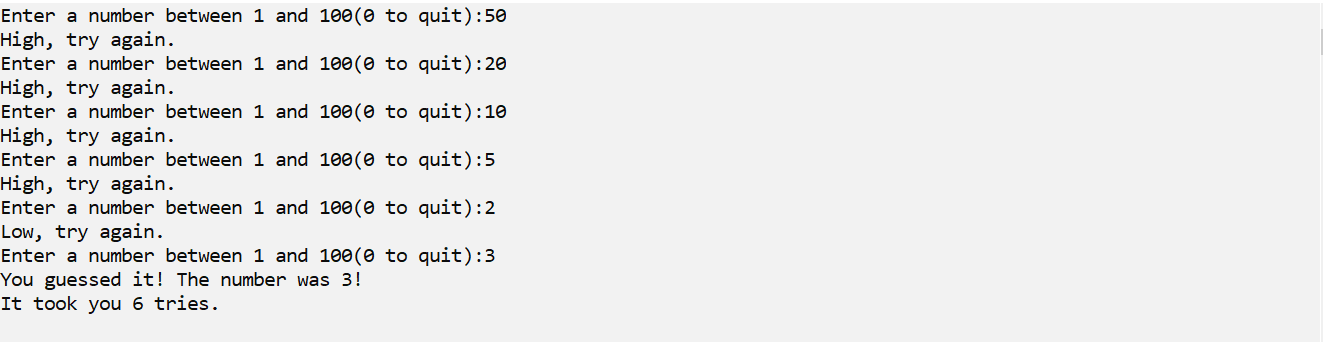 Enter a number between 1 and 100(0 to quit):50
High, try again.
Enter a number between 1 and 100(0 to quit):20
High, try again.
Enter a number between 1 and 100(0 to quit):10
High, try again.
Enter a number between 1 and 100(0 to quit):5
High, try again.
Enter a number between 1 and 100(0 to quit):2
Low, try again.
Enter a number between 1 and 100(0 to quit):3
You guessed it! The number was 3!
It took you 6 tries.